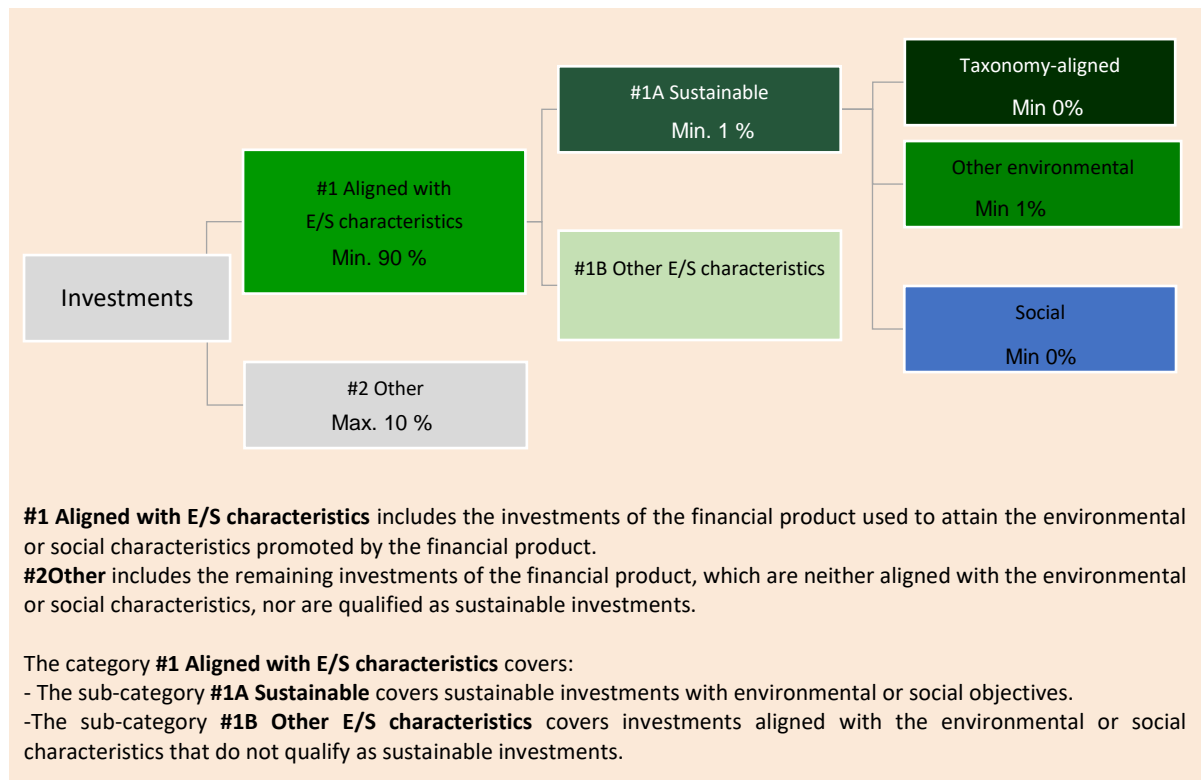 Investments
#1 Aligned with
E/S characteristics
Min. 90 %
#2 Other
Max. 10 %
#1A Sustainable
Min. 1 %
#1B Other E/S characteristics
Taxonomy-aligned
Min 0%
Other environmental
Min 1%
Social
Min 0%
#1 Aligned with E/S characteristics includes the investments of the financial product used to attain the environmental
or social characteristics promoted by the financial product.
#2Other includes the remaining investments of the financial product, which are neither aligned with the environmental
or social characteristics, nor are qualified as sustainable investments.
The category #1 Aligned with E/S characteristics covers:
- The sub-category #1A Sustainable covers sustainable investments with environmental or social objectives.
-The sub-category #1B Other E/S characteristics covers investments aligned with the environmental or social
characteristics that do not qualify as sustainable investments.